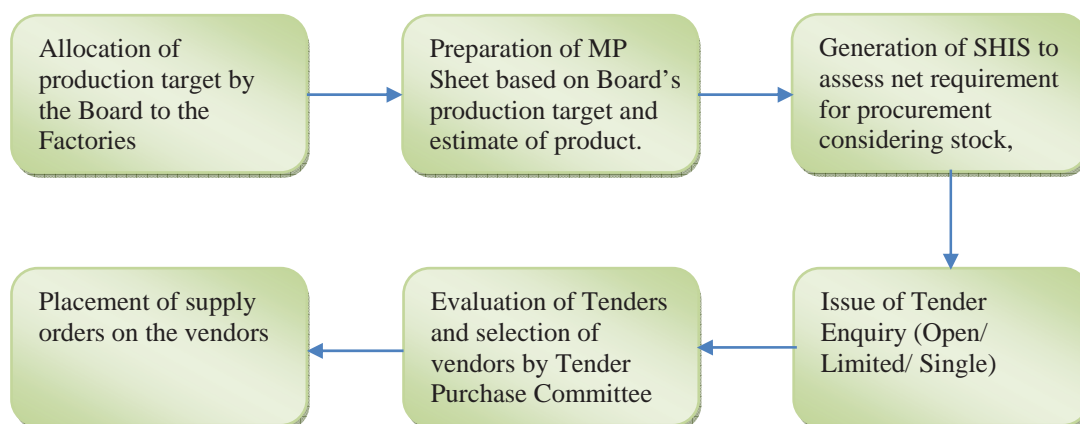 Allocation of
production target by
the Board to the
Factories
Preparation of MP
Sheet based on Board’s
production target and
estimate of product.
Generation of SHIS to
assess net requirement
for procurement
considering stock,
Issue of Tender
Enquiry (Open/
Limited/ Single)
Evaluation of Tenders
and selection of
vendors by Tender
Purchase Committee
Placement of supply
orders on the vendors